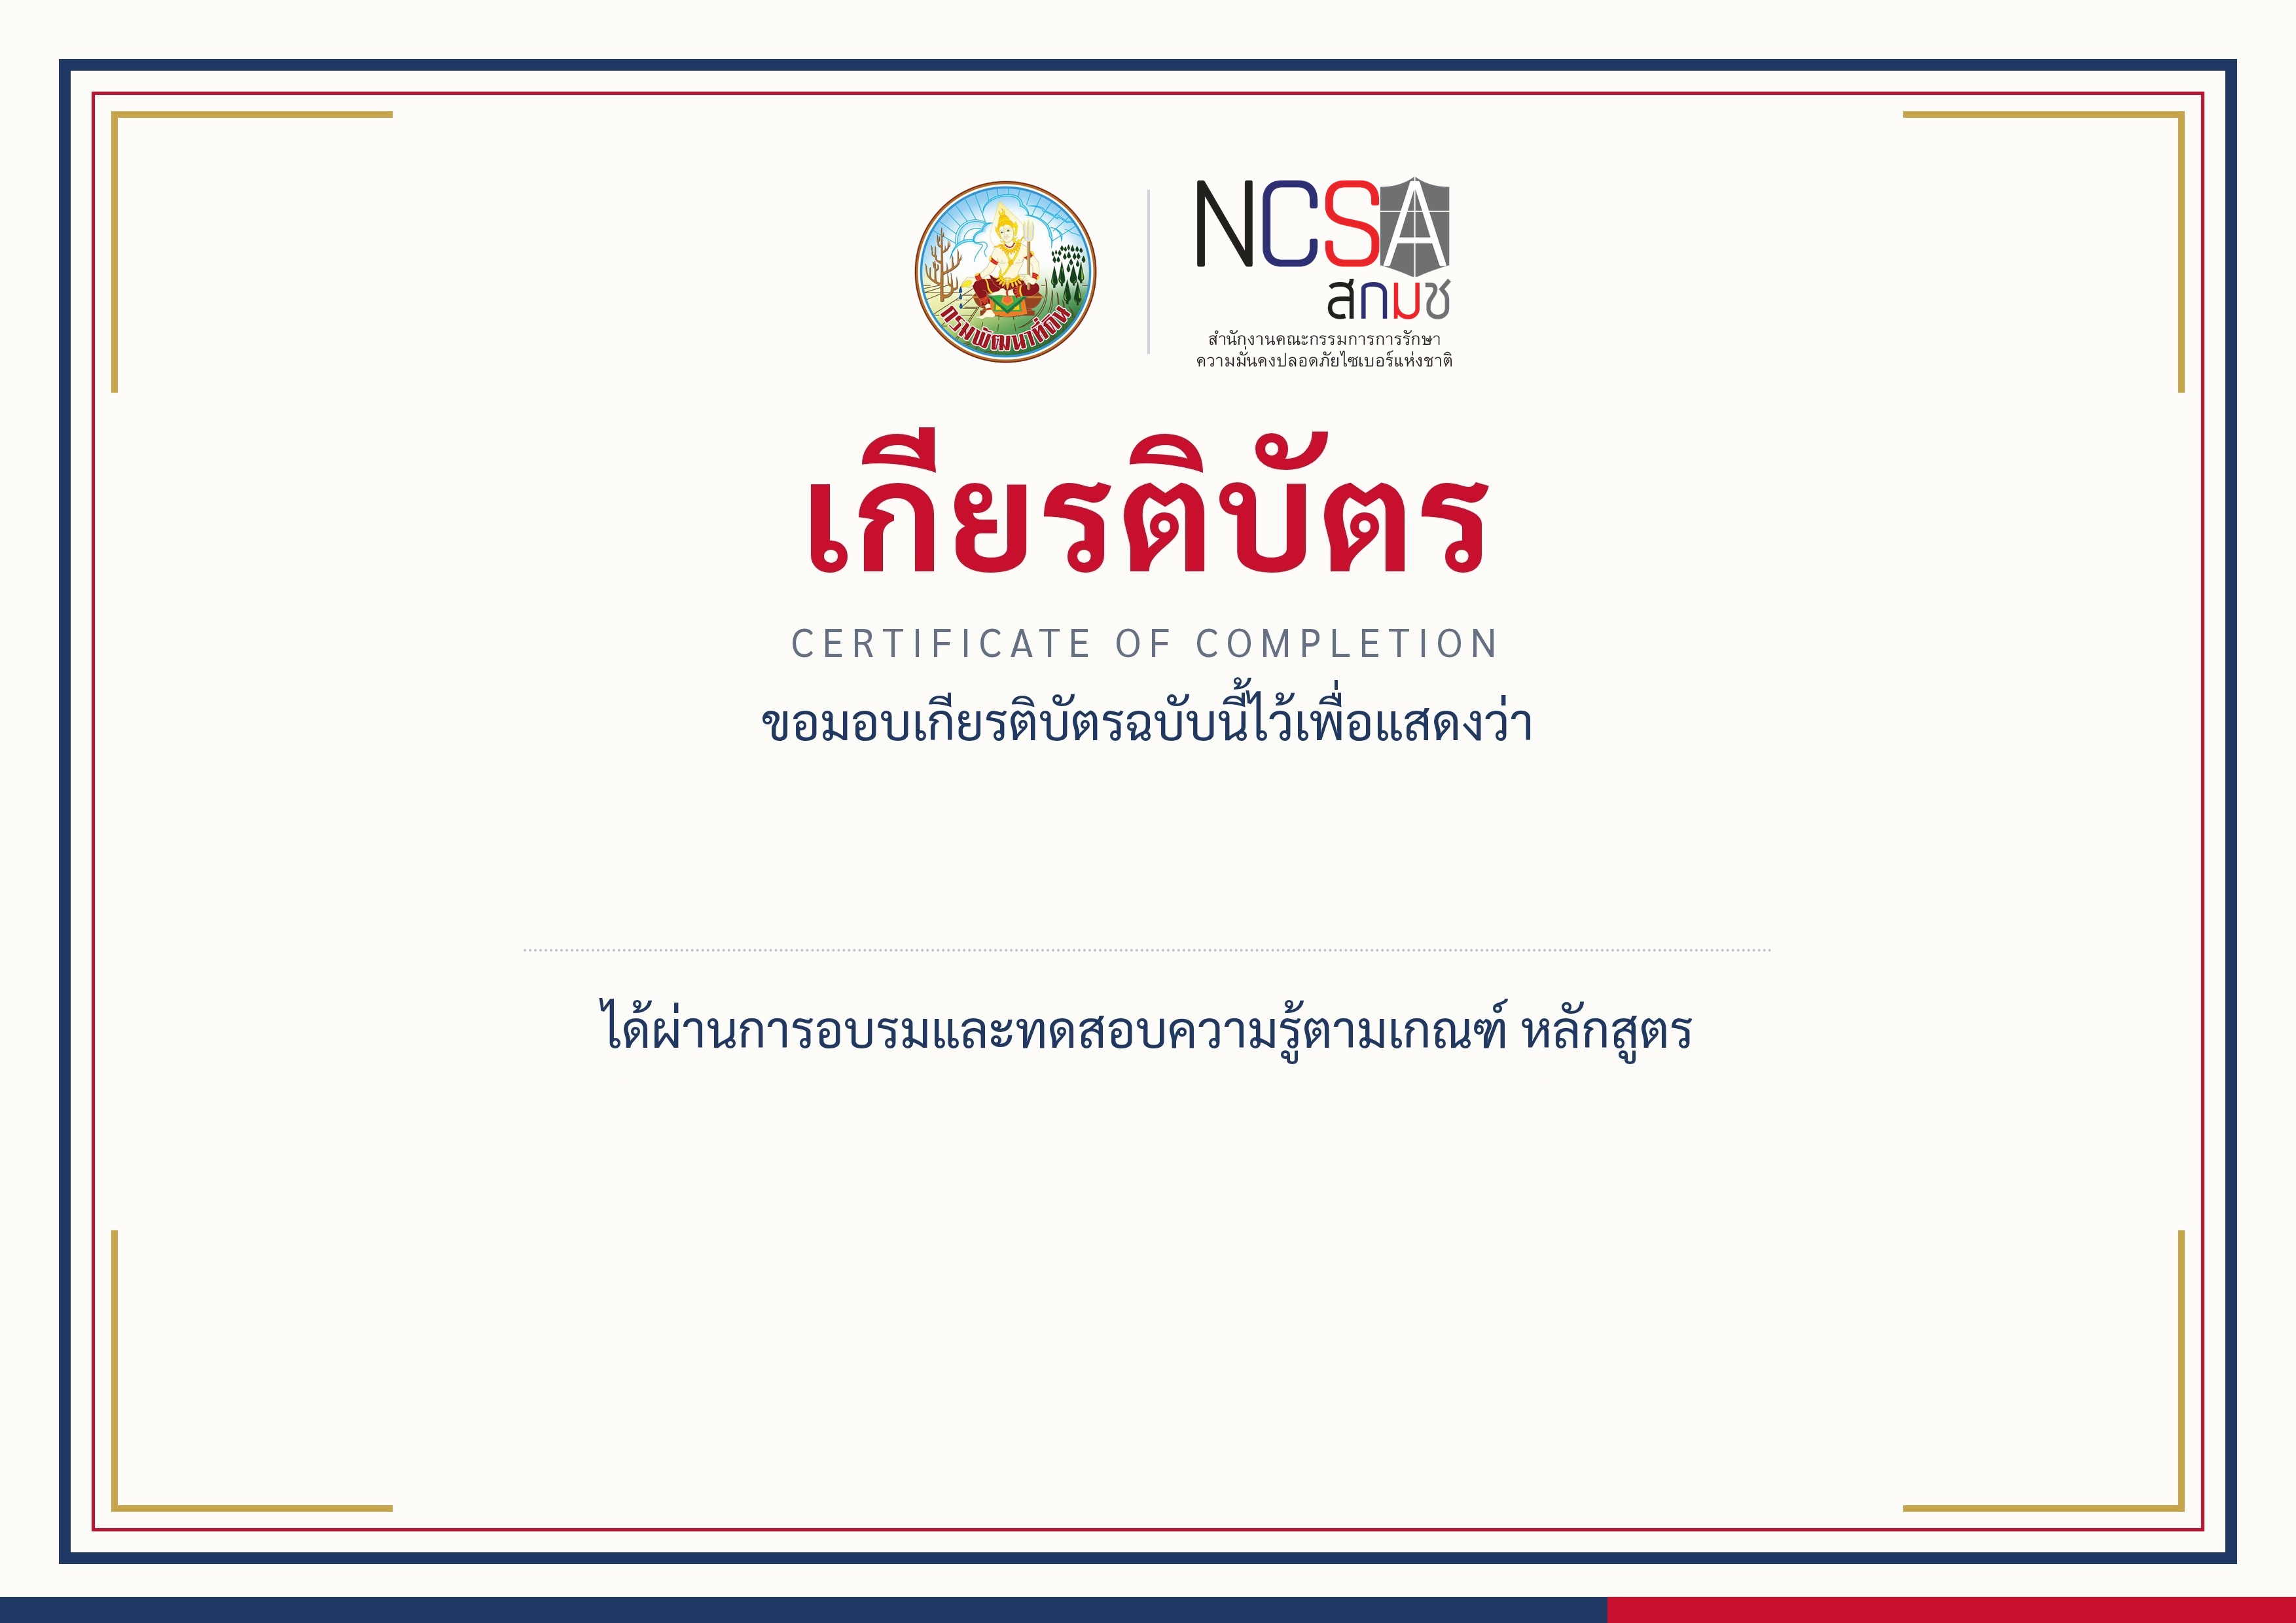 กรมพัฒนาที่ดิน
NCSA
สกมช
สำนักงานคณะกรรมการการรักษา
ความมั่นคงปลอดภัยไซเบอร์แห่งชาติ
เกียรติบัตร
CERTIFICATE OF COMPLETION
ขอมอบเกียรติบัตรฉบับนี้ไว้เพื่อแสดงว่า
ได้ผ่านการอบรมและทดสอบความรู้ตามเกณฑ์ หลักสูตร